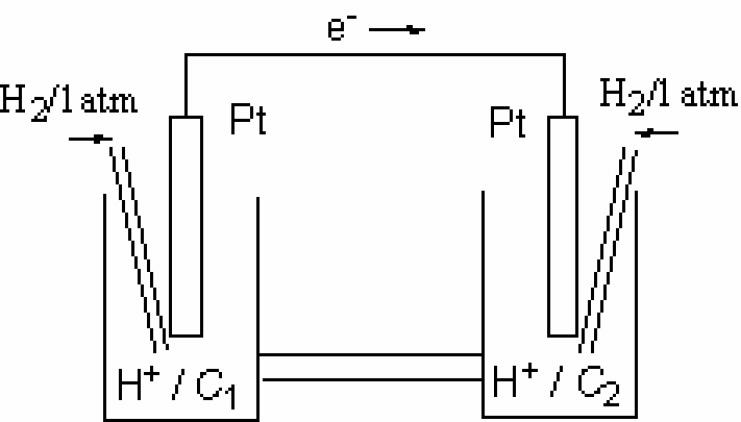 e⁻
H₂/1 atm
Pt
Pt
H₂/1 atm
H⁺ / C₁
H⁺ / C₂